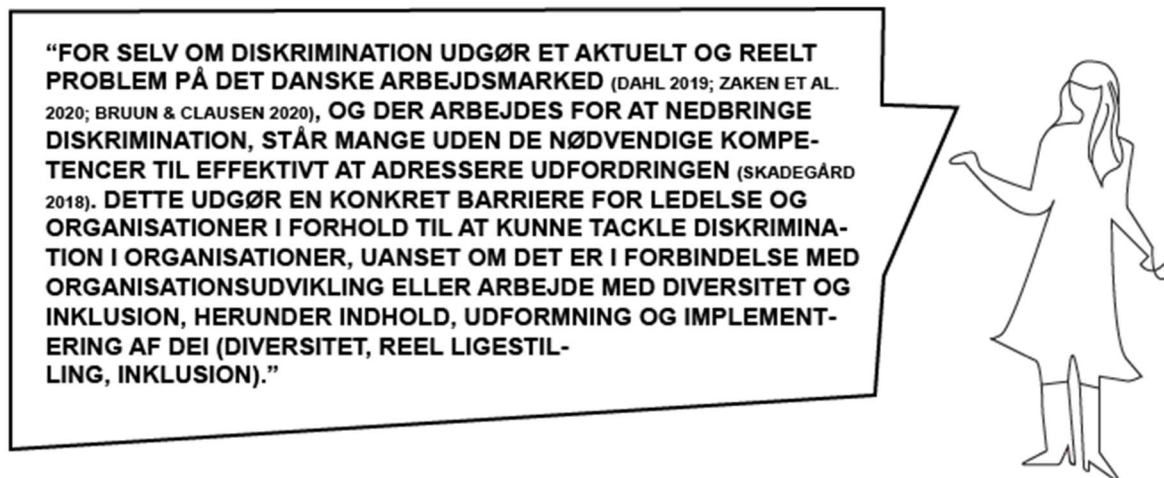 “FOR SELV OM DISKRIMINATION UDGØR ET AKTUELT OG REELT
PROBLEM PÅ DET DANSKE ARBEJDSMARKED (DAHL 2019; ZAKEN ET AL.
2020; BRUUN & CLAUSEN 2020), OG DER ARBEJDES FOR AT NEDBRINGE
DISKRIMINATION, STÅR MANGE UDEN DE NØDVENDIGE KOMPE-
TENCER TIL EFFEKTIVT AT ADRESSERE UDFORDRINGEN (SKADEGÅRD
2018). DETTE UDGØR EN KONKRET BARRIERE FOR LEDELSE OG
ORGANISATIONER I FORHOLD TIL AT KUNNE TACKLE DISKRIMINA-
TION I ORGANISATIONER, UANSET OM DET ER I FORBINDELSE MED
ORGANISATIONSUDVIKLING ELLER ARBEJDE MED DIVERSITET OG
INKLUSION, HERUNDER INDHOLD, UDFORMNING OG IMPLEMENT-
ERING AF DEI (DIVERSITET, REEL LIGESTIL-
LING, INKLUSION).”